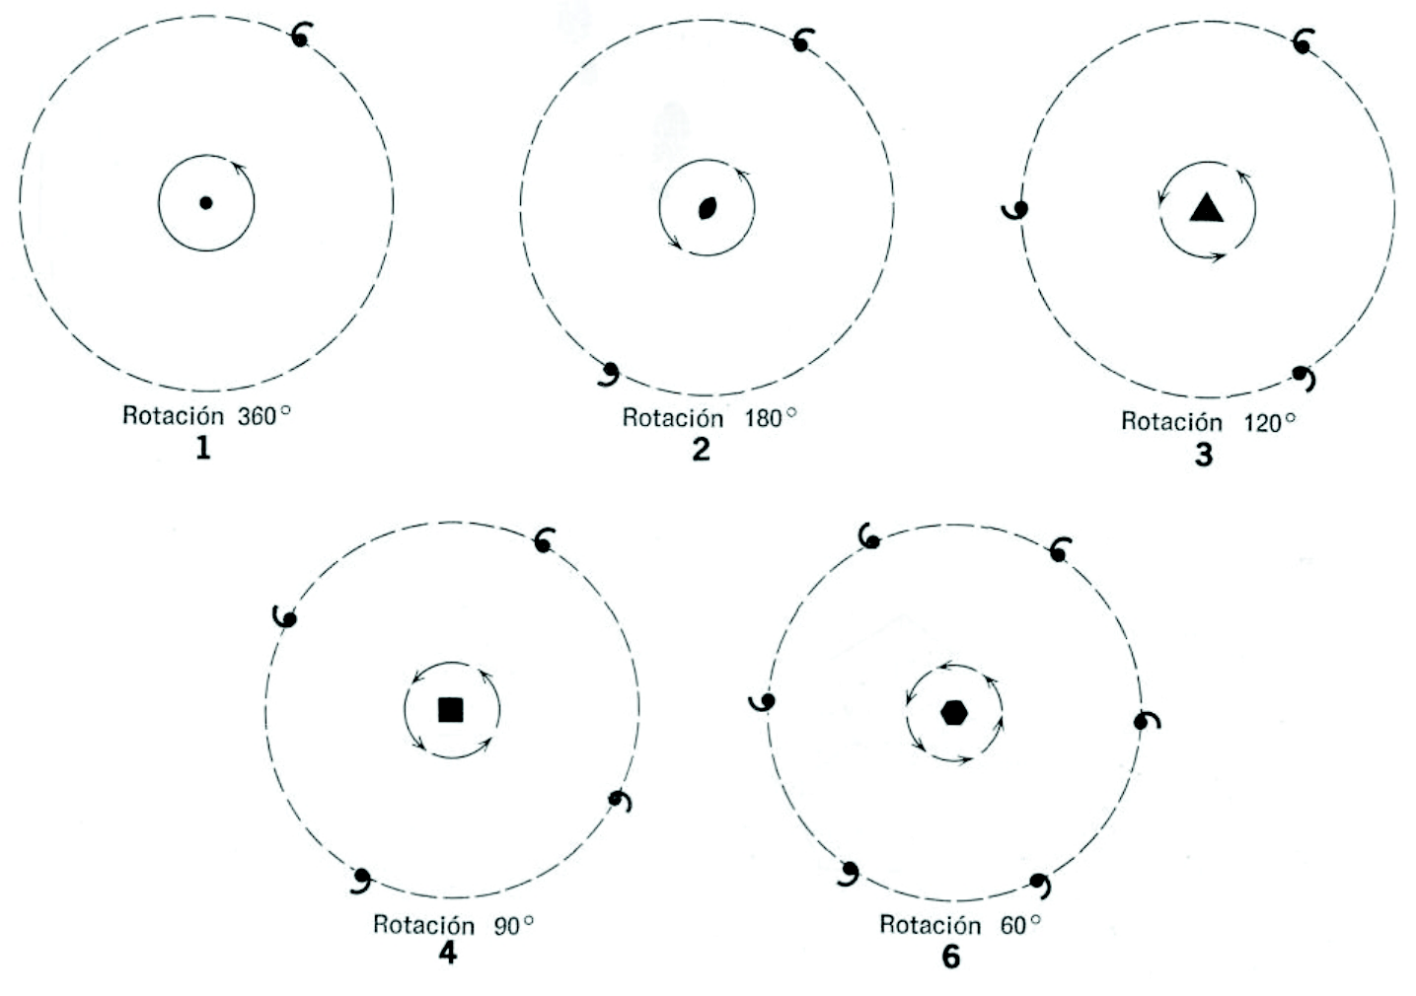 Rotación 360°
1
Rotación 180°
2
Rotación 120°
3
Rotación 90°
4
Rotación 60°
6